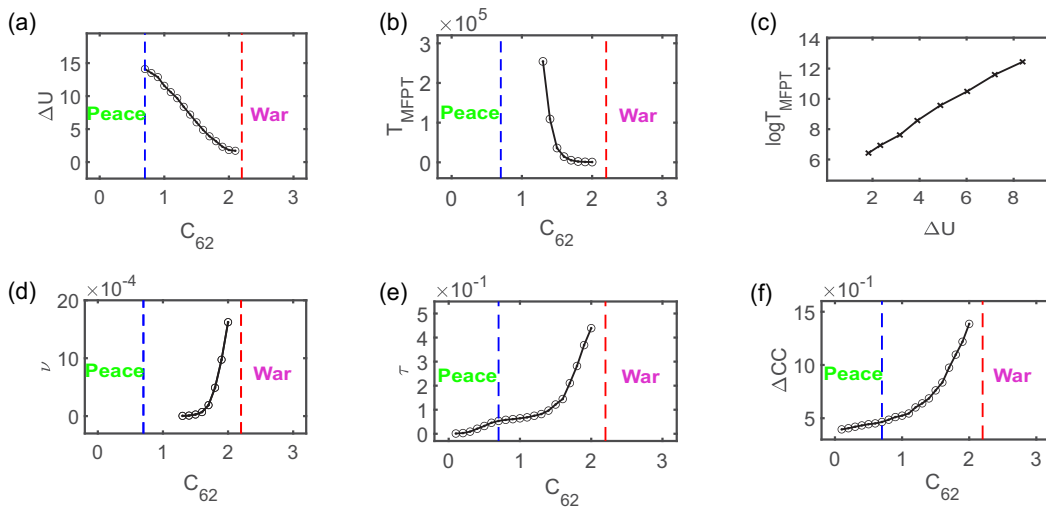 (a)
ΔU
15
10
5
0
Peace
War
0 1 2 3
C62
(b)
×10^5
T_MFPT
3
2
1
0
Peace
War
0 1 2 3
C62
(c)
logT_MFPT
14
12
10
8
6
2 4 6 8
ΔU
(d)
×10^-4
ν
20
10
0
Peace
War
0 1 2 3
C62
(e)
×10^-1
τ
5
4
3
2
1
0
Peace
War
0 1 2 3
C62
(f)
×10^-1
ΔCC
15
10
5
Peace
War
0 1 2 3
C62